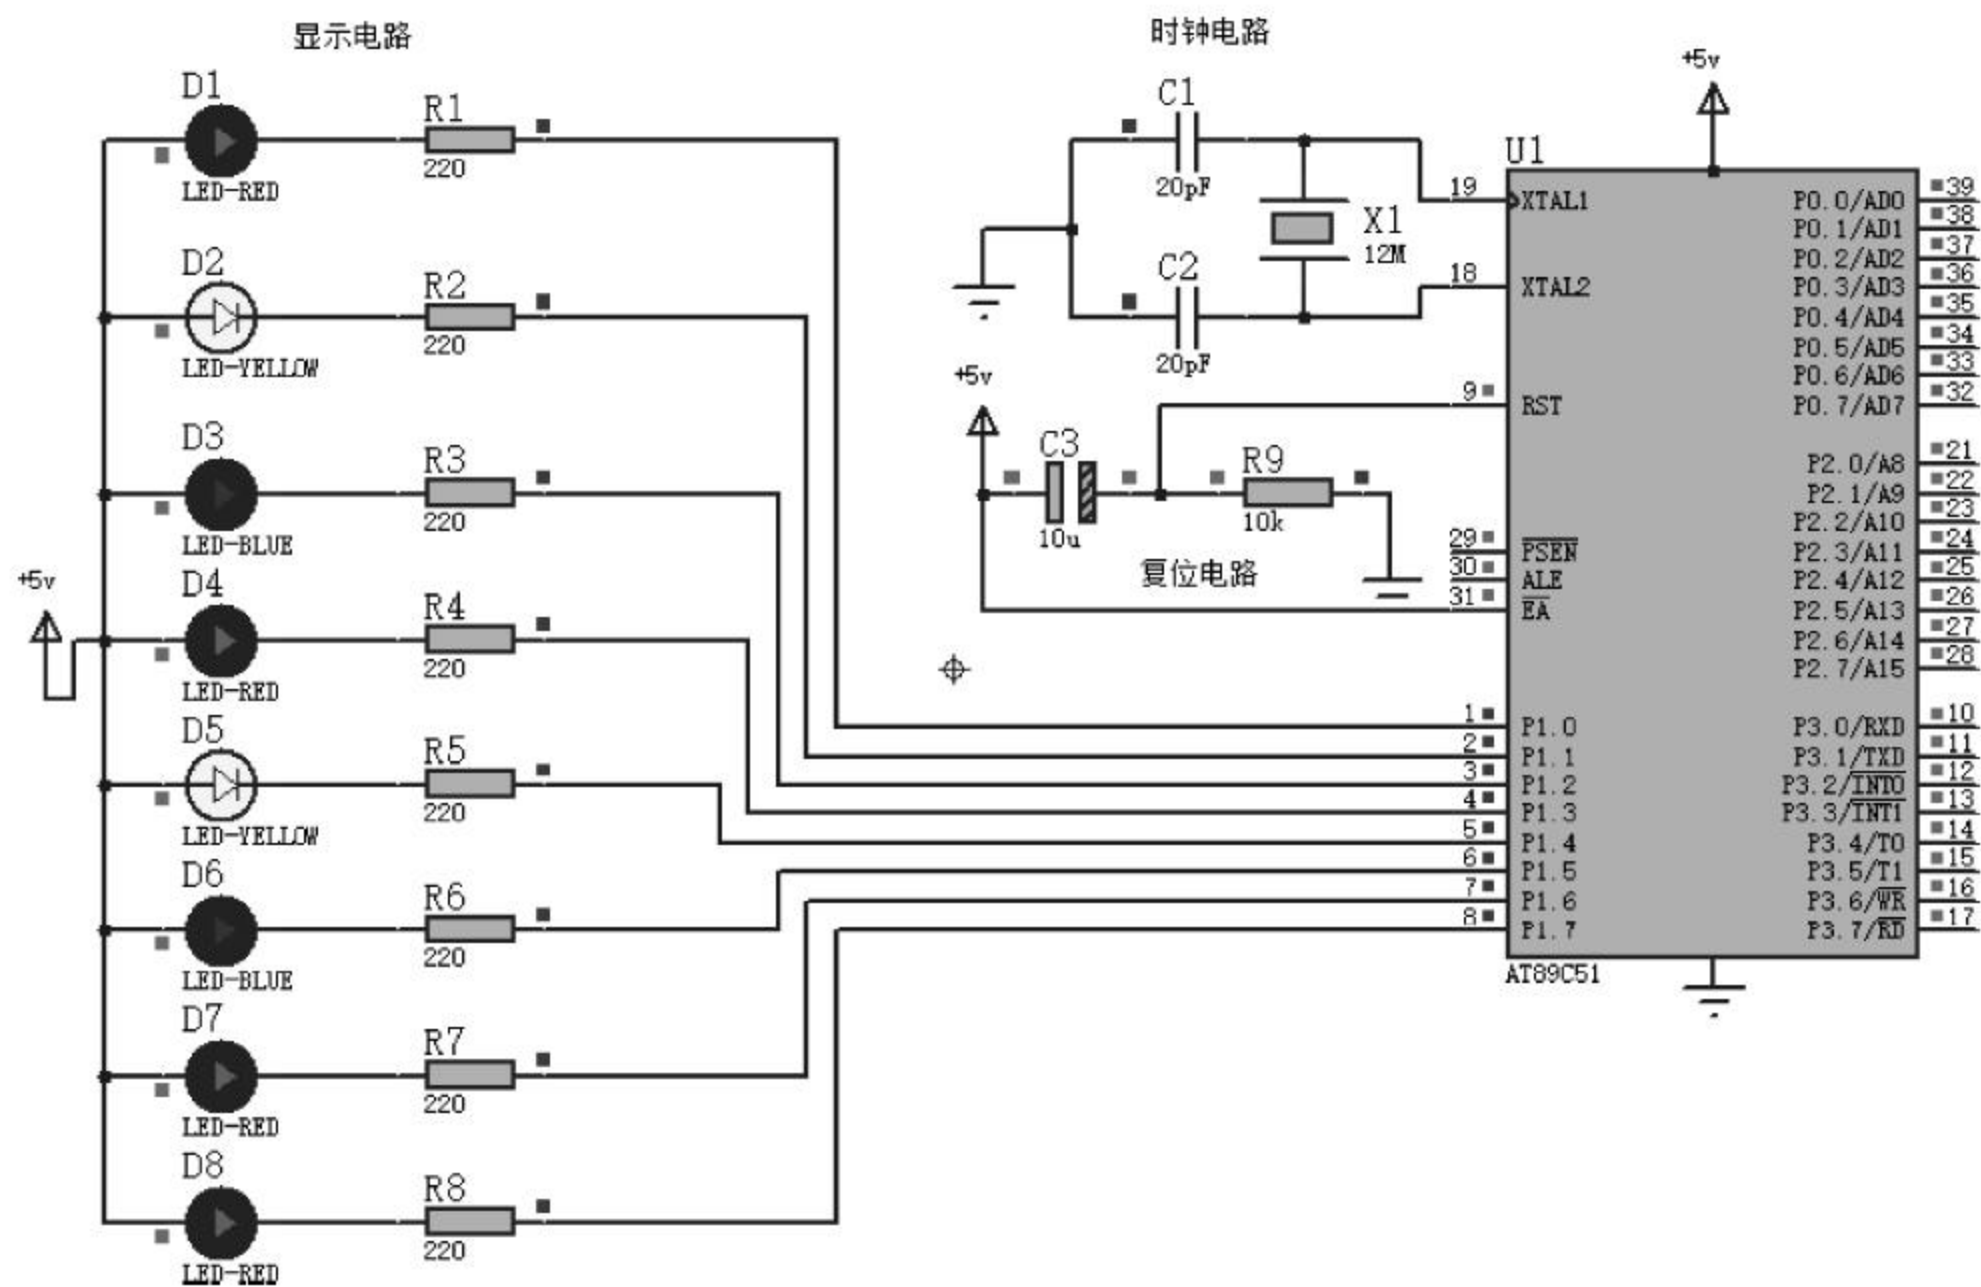 显示电路
D1
LED-RED
R1
220
D2
LED-YELLOW
R2
220
D3
LED-BLUE
R3
220
+5v
D4
LED-RED
R4
220
D5
LED-YELLOW
R5
220
D6
LED-BLUE
R6
220
D7
LED-RED
R7
220
D8
LED-RED
R8
220
时钟电路
C1
20pF
X1
12M
C2
20pF
+5v
C3
10u
R9
10k
复位电路
+5v
U1
19 XTAL1
18 XTAL2
9 RST
29 PSEN
30 ALE
31 EA
1 P1.0
2 P1.1
3 P1.2
4 P1.3
5 P1.4
6 P1.5
7 P1.6
8 P1.7
P0.0/AD0 39
P0.1/AD1 38
P0.2/AD2 37
P0.3/AD3 36
P0.4/AD4 35
P0.5/AD5 34
P0.6/AD6 33
P0.7/AD7 32
P2.0/A8 21
P2.1/A9 22
P2.2/A10 23
P2.3/A11 24
P2.4/A12 25
P2.5/A13 26
P2.6/A14 27
P2.7/A15 28
P3.0/RXD 10
P3.1/TXD 11
P3.2/INT0 12
P3.3/INT1 13
P3.4/T0 14
P3.5/T1 15
P3.6/WR 16
P3.7/RD 17
AT89C51